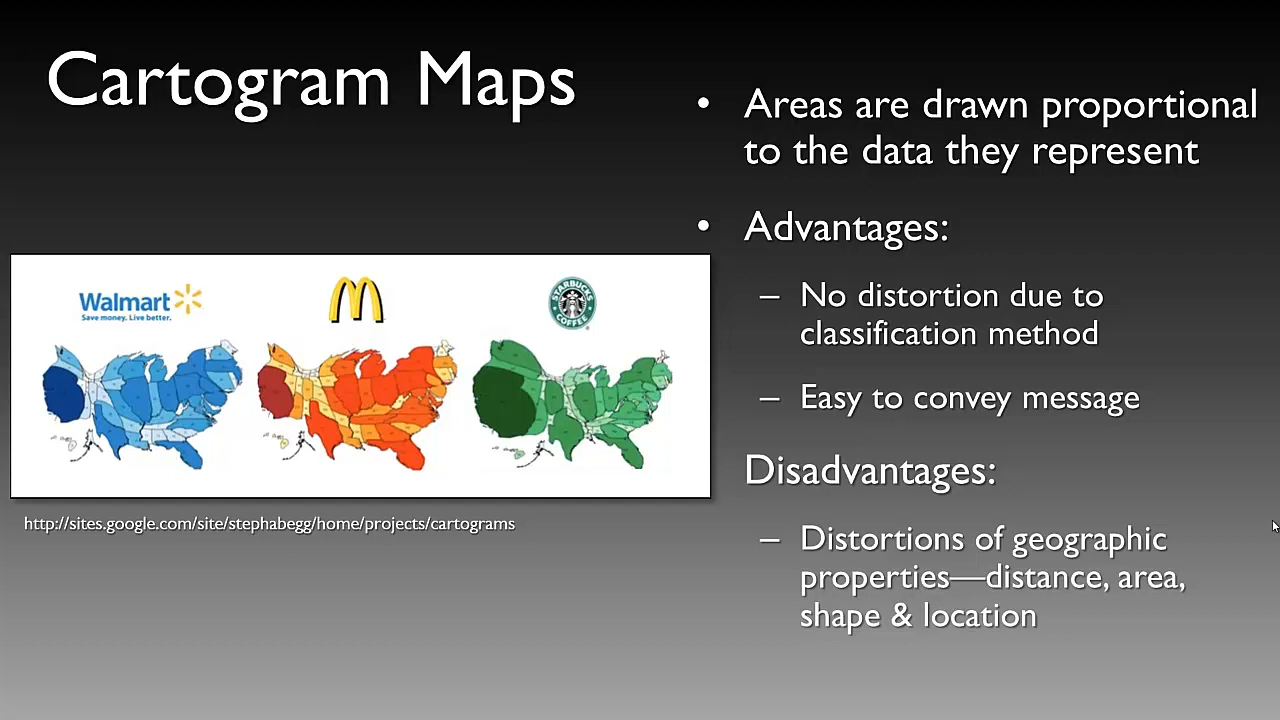 Cartogram Maps
Walmart
Save money. Live better.
STARBUCKS
COFFEE
http://sites.google.com/site/stephabegg/home/projects/cartograms
• Areas are drawn proportional
to the data they represent
• Advantages:
– No distortion due to
classification method
– Easy to convey message
Disadvantages:
– Distortions of geographic
properties—distance, area,
shape & location